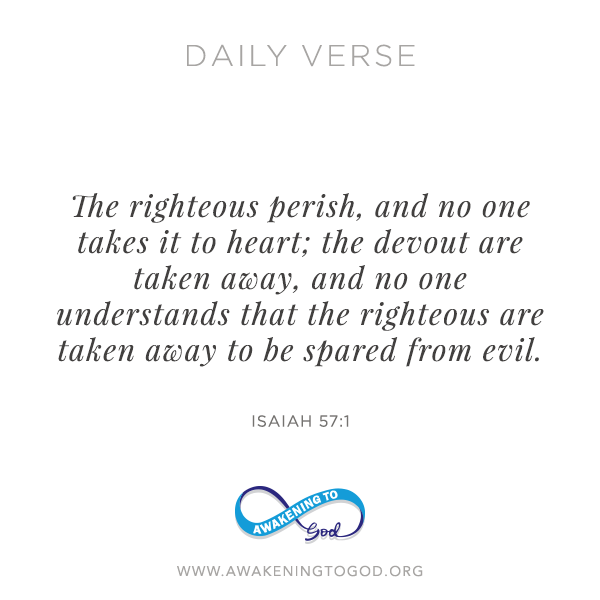 DAILY VERSE
The righteous perish, and no one
takes it to heart; the devout are
taken away, and no one
understands that the righteous are
taken away to be spared from evil.
ISAIAH 57:1
AWAKENING TO
God
WWW.AWAKENINGTOGOD.ORG